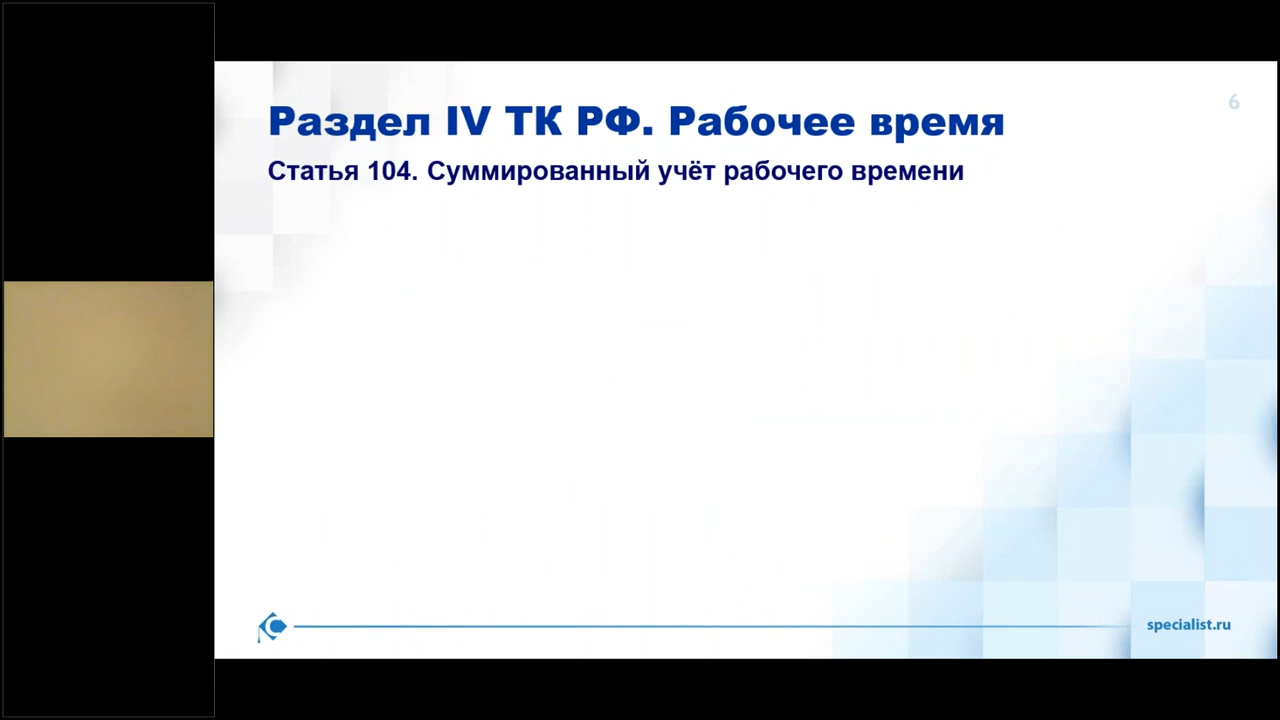 6
Раздел IV ТК РФ. Рабочее время
Статья 104. Суммированный учёт рабочего времени
specialist.ru